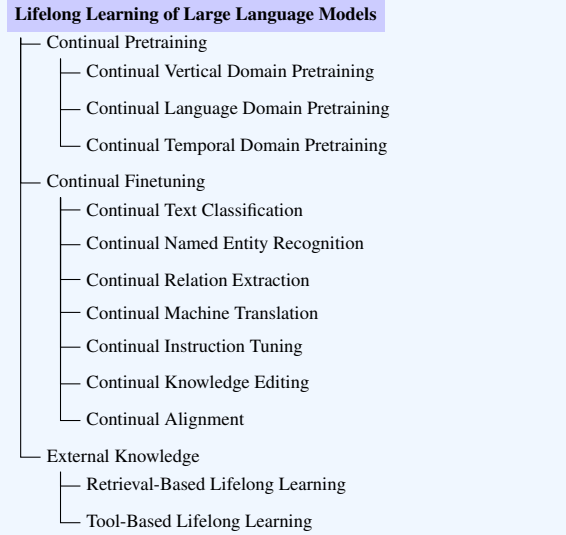 Lifelong Learning of Large Language Models
Continual Pretraining
Continual Vertical Domain Pretraining
Continual Language Domain Pretraining
Continual Temporal Domain Pretraining
Continual Finetuning
Continual Text Classification
Continual Named Entity Recognition
Continual Relation Extraction
Continual Machine Translation
Continual Instruction Tuning
Continual Knowledge Editing
Continual Alignment
External Knowledge
Retrieval-Based Lifelong Learning
Tool-Based Lifelong Learning